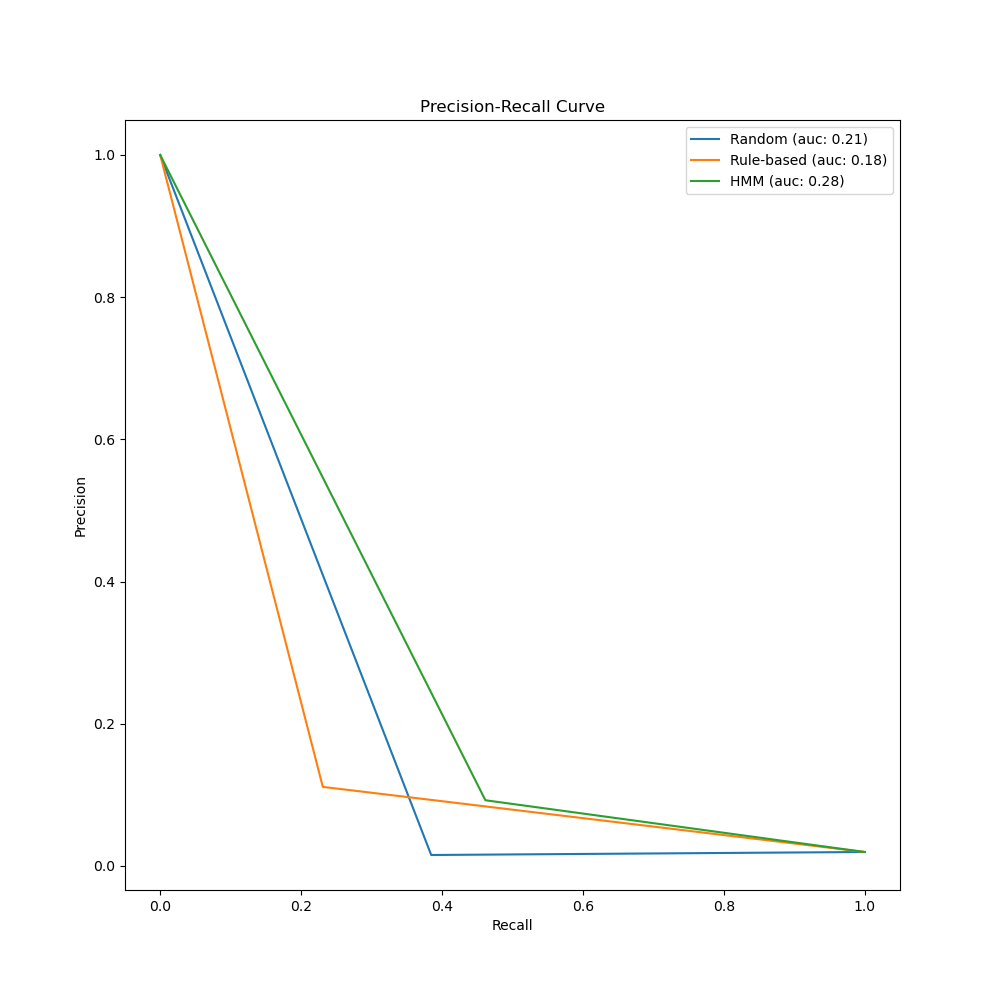 Precision-Recall Curve
Random (auc: 0.21)
Rule-based (auc: 0.18)
HMM (auc: 0.28)
Precision
1.0
0.8
0.6
0.4
0.2
0.0
0.0 0.2 0.4 0.6 0.8 1.0
Recall